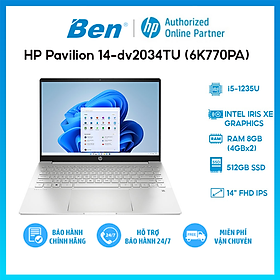 Ben
hp
Authorized
Online Partner
HP Pavilion 14-dv2034TU (6K770PA)
i5-1235U
INTEL IRIS XE
GRAPHICS
RAM 8GB
(4GBx2)
512GB SSD
14" FHD IPS
BẢO HÀNH
CHÍNH HÃNG
HỖ TRỢ
BẢO HÀNH 24/7
MIỄN PHÍ
VẬN CHUYỂN